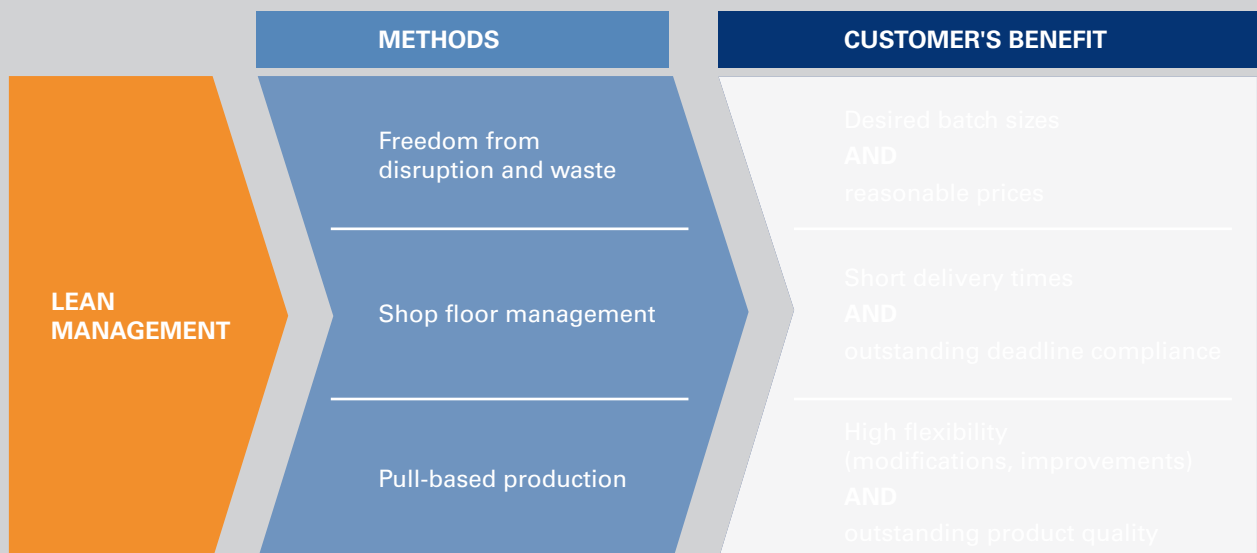 METHODS
CUSTOMER'S BENEFIT
LEAN
MANAGEMENT
Freedom from
disruption and waste
Shop floor management
Pull-based production
Desired batch sizes
AND
reasonable prices
Short delivery times
AND
outstanding deadline compliance
High flexibility
(modifications, improvements)
AND
outstanding product quality